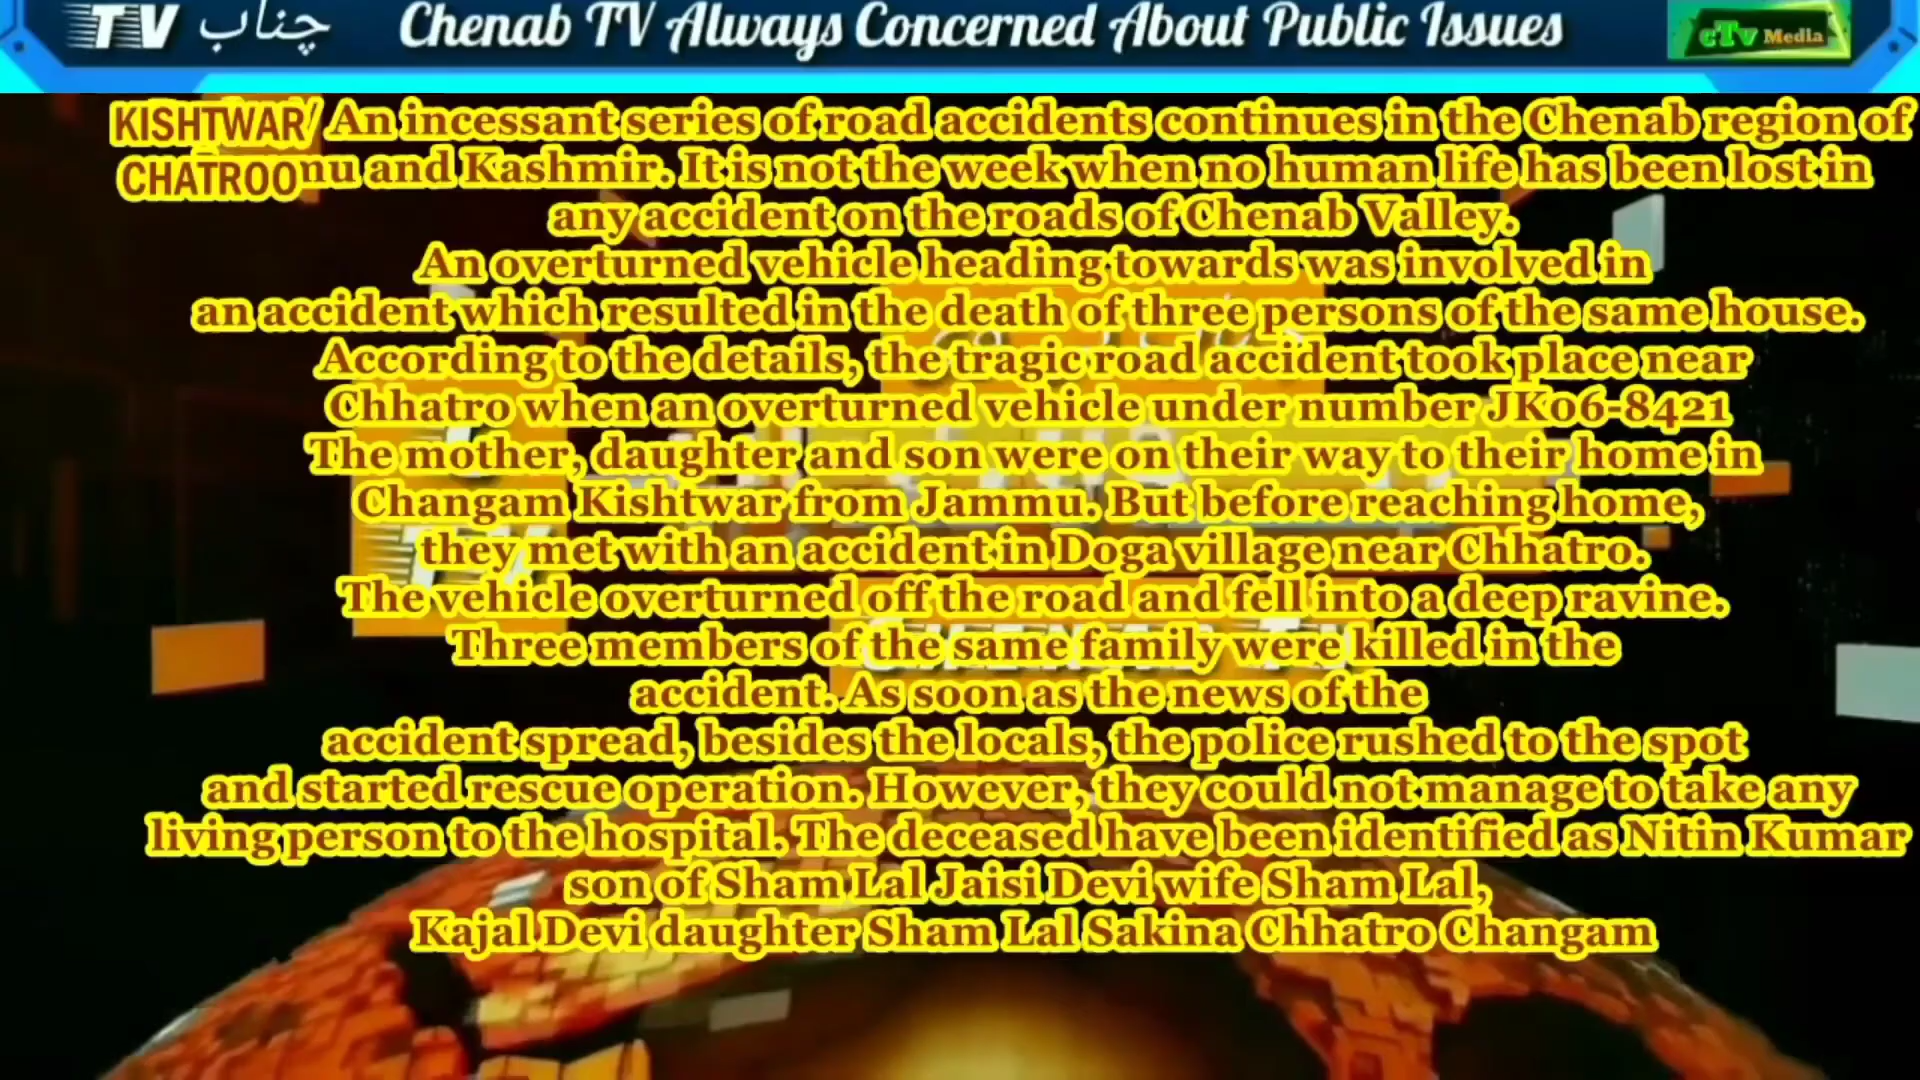 TV چناب Chenab TV Always Concerned About Public Issues cTv Media
KISHTWAR/ An incessant series of road accidents continues in the Chenab region of
CHATROO nu and Kashmir. It is not the week when no human life has been lost in
any accident on the roads of Chenab Valley.
An overturned vehicle heading towards was involved in
an accident which resulted in the death of three persons of the same house.
According to the details, the tragic road accident took place near
Chhatro when an overturned vehicle under number JK06-8421
The mother, daughter and son were on their way to their home in
Changam Kishtwar from Jammu. But before reaching home,
they met with an accident in Doga village near Chhatro.
The vehicle overturned off the road and fell into a deep ravine.
Three members of the same family were killed in the
accident. As soon as the news of the
accident spread, besides the locals, the police rushed to the spot
and started rescue operation. However, they could not manage to take any
living person to the hospital. The deceased have been identified as Nitin Kumar
son of Sham Lal Jaisi Devi wife Sham Lal,
Kajal Devi daughter Sham Lal Sakina Chhatro Changam